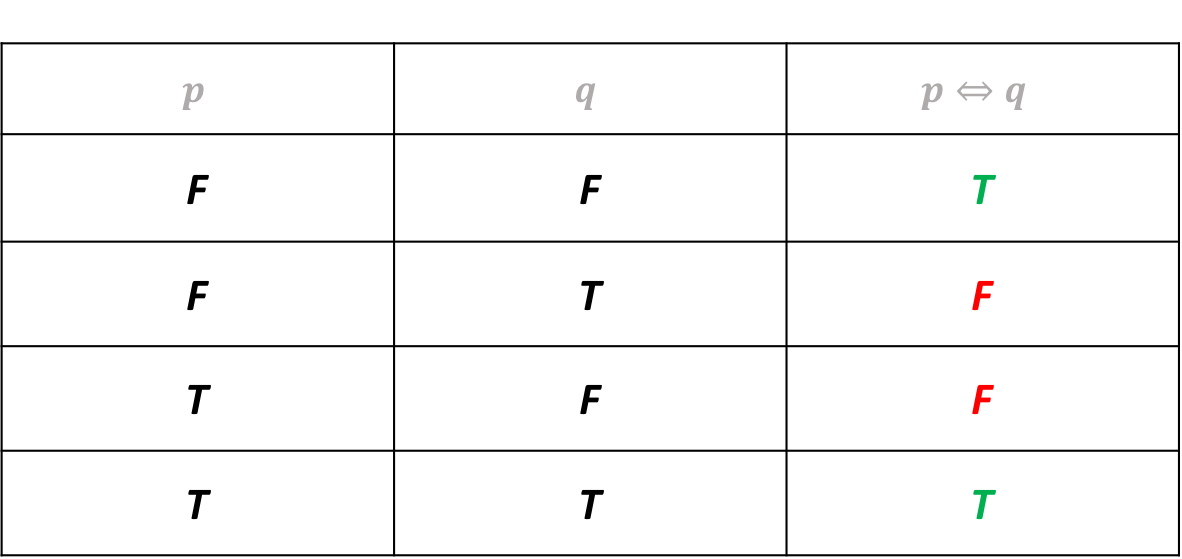 p q p ⇔ q
F F T
F T F
T F F
T T T